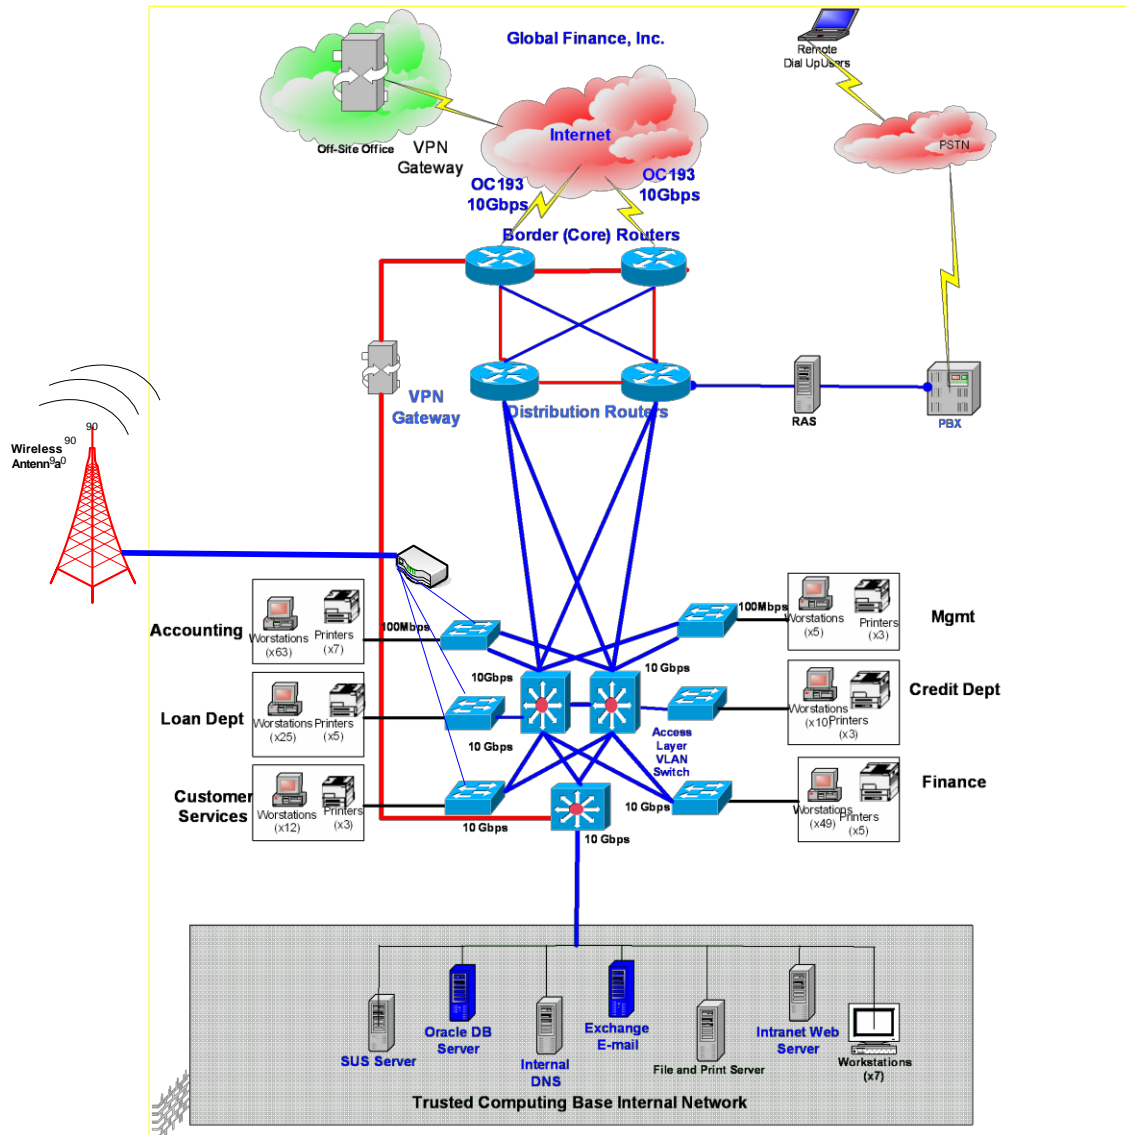 Global Finance, Inc.
Remote
Dial UpUsers
Internet
PSTN
Off-Site Office
VPN
Gateway
OC193
10Gbps
OC193
10Gbps
Border (Core) Routers
VPN
Gateway
Distribution Routers
RAS
PBX
90
90
Wireless
Antenna
90
Accounting
Worstations
(x63)
Printers
(x7)
100Mbps
100Mbps
Worstations
(x5)
Printers
(x3)
Mgmt
10Gbps
10 Gbps
Loan Dept
Worstations
(x25)
Printers
(x5)
10 Gbps
Access
Layer
VLAN
Switch
Worstations
(x10)
Printers
(x3)
Credit Dept
Customer
Services
Worstations
(x12)
Printers
(x3)
10 Gbps
10 Gbps
10 Gbps
Worstations
(x49)
Printers
(x5)
Finance
SUS Server
Oracle DB
Server
Internal
DNS
Exchange
E-mail
File and Print Server
Intranet Web
Server
Workstations
(x7)
Trusted Computing Base Internal Network